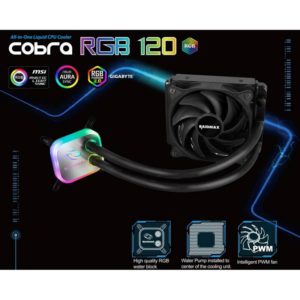 All-in-One Liquid CPU Cooler
COBRA RGB 120
RGB
msi
AURA
GIGABYTE
RAIDMAX
PWM
High quality RGB
water block.
Water Pump installed to
center of the cooling unit.
Intelligent PWM fan